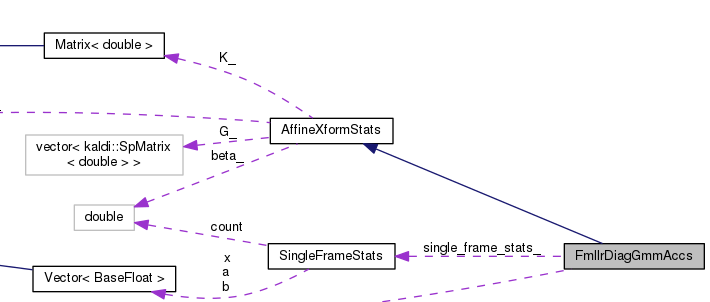 Matrix< double >
K_
AffineXformStats
G_
vector< kaldi::SpMatrix
< double > >
beta_
double
count
single_frame_stats_
SingleFrameStats
FmllrDiagGmmAccs
x
a
b
Vector< BaseFloat >